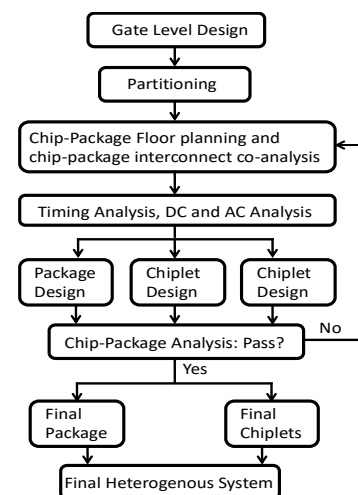 Gate Level Design
Partitioning
Chip-Package Floor planning and
chip-package interconnect co-analysis
Timing Analysis, DC and AC Analysis
Package
Design
Chiplet
Design
Chiplet
Design
Chip-Package Analysis: Pass?
No
Yes
Final
Package
Final
Chiplets
Final Heterogenous System